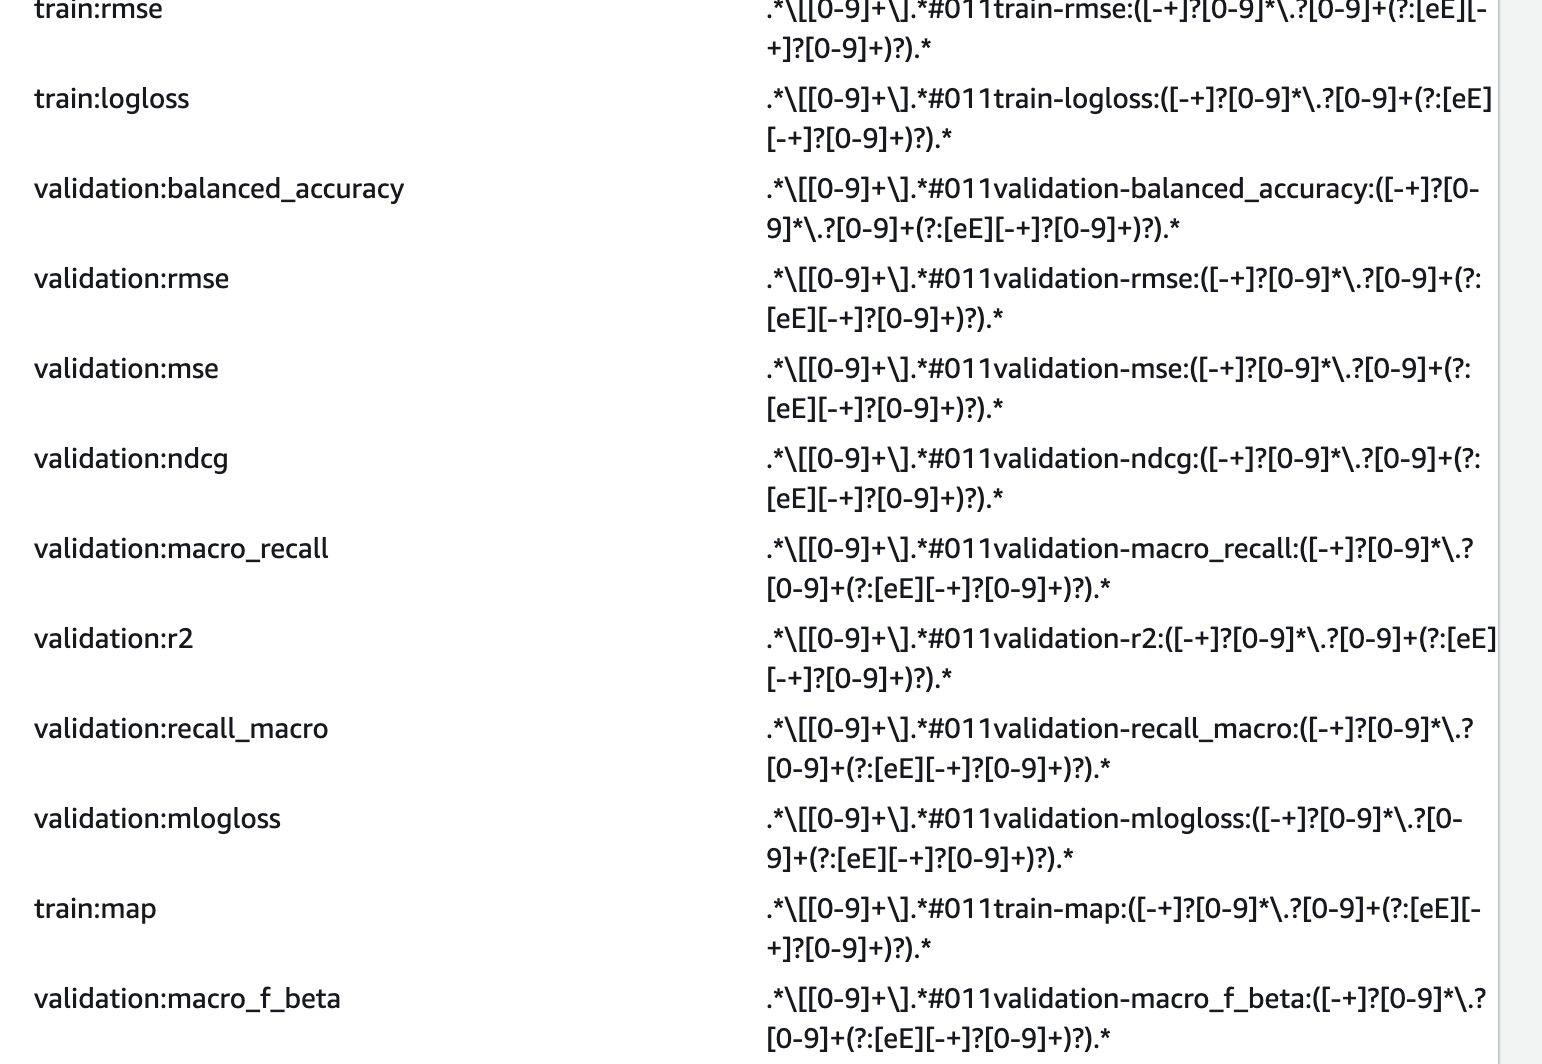 train:rmse
.*\[[0-9]+\].*#011train-rmse:([-+]?[0-9]*\.?[0-9]+(?:[eE][-
+]?[0-9]+)?).*
train:logloss
.*\[[0-9]+\].*#011train-logloss:([-+]?[0-9]*\.?[0-9]+(?:[eE]
[-+]?[0-9]+)?).*
validation:balanced_accuracy
.*\[[0-9]+\].*#011validation-balanced_accuracy:([-+]?[0-
9]*\.?[0-9]+(?:[eE][-+]?[0-9]+)?).*
validation:rmse
.*\[[0-9]+\].*#011validation-rmse:([-+]?[0-9]*\.?[0-9]+(?:
[eE][-+]?[0-9]+)?).*
validation:mse
.*\[[0-9]+\].*#011validation-mse:([-+]?[0-9]*\.?[0-9]+(?:
[eE][-+]?[0-9]+)?).*
validation:ndcg
.*\[[0-9]+\].*#011validation-ndcg:([-+]?[0-9]*\.?[0-9]+(?:
[eE][-+]?[0-9]+)?).*
validation:macro_recall
.*\[[0-9]+\].*#011validation-macro_recall:([-+]?[0-9]*\.?
[0-9]+(?:[eE][-+]?[0-9]+)?).*
validation:r2
.*\[[0-9]+\].*#011validation-r2:([-+]?[0-9]*\.?[0-9]+(?:[eE]
[-+]?[0-9]+)?).*
validation:recall_macro
.*\[[0-9]+\].*#011validation-recall_macro:([-+]?[0-9]*\.?
[0-9]+(?:[eE][-+]?[0-9]+)?).*
validation:mlogloss
.*\[[0-9]+\].*#011validation-mlogloss:([-+]?[0-9]*\.?[0-
9]+(?:[eE][-+]?[0-9]+)?).*
train:map
.*\[[0-9]+\].*#011train-map:([-+]?[0-9]*\.?[0-9]+(?:[eE][-
+]?[0-9]+)?).*
validation:macro_f_beta
.*\[[0-9]+\].*#011validation-macro_f_beta:([-+]?[0-9]*\.?
[0-9]+(?:[eE][-+]?[0-9]+)?).*